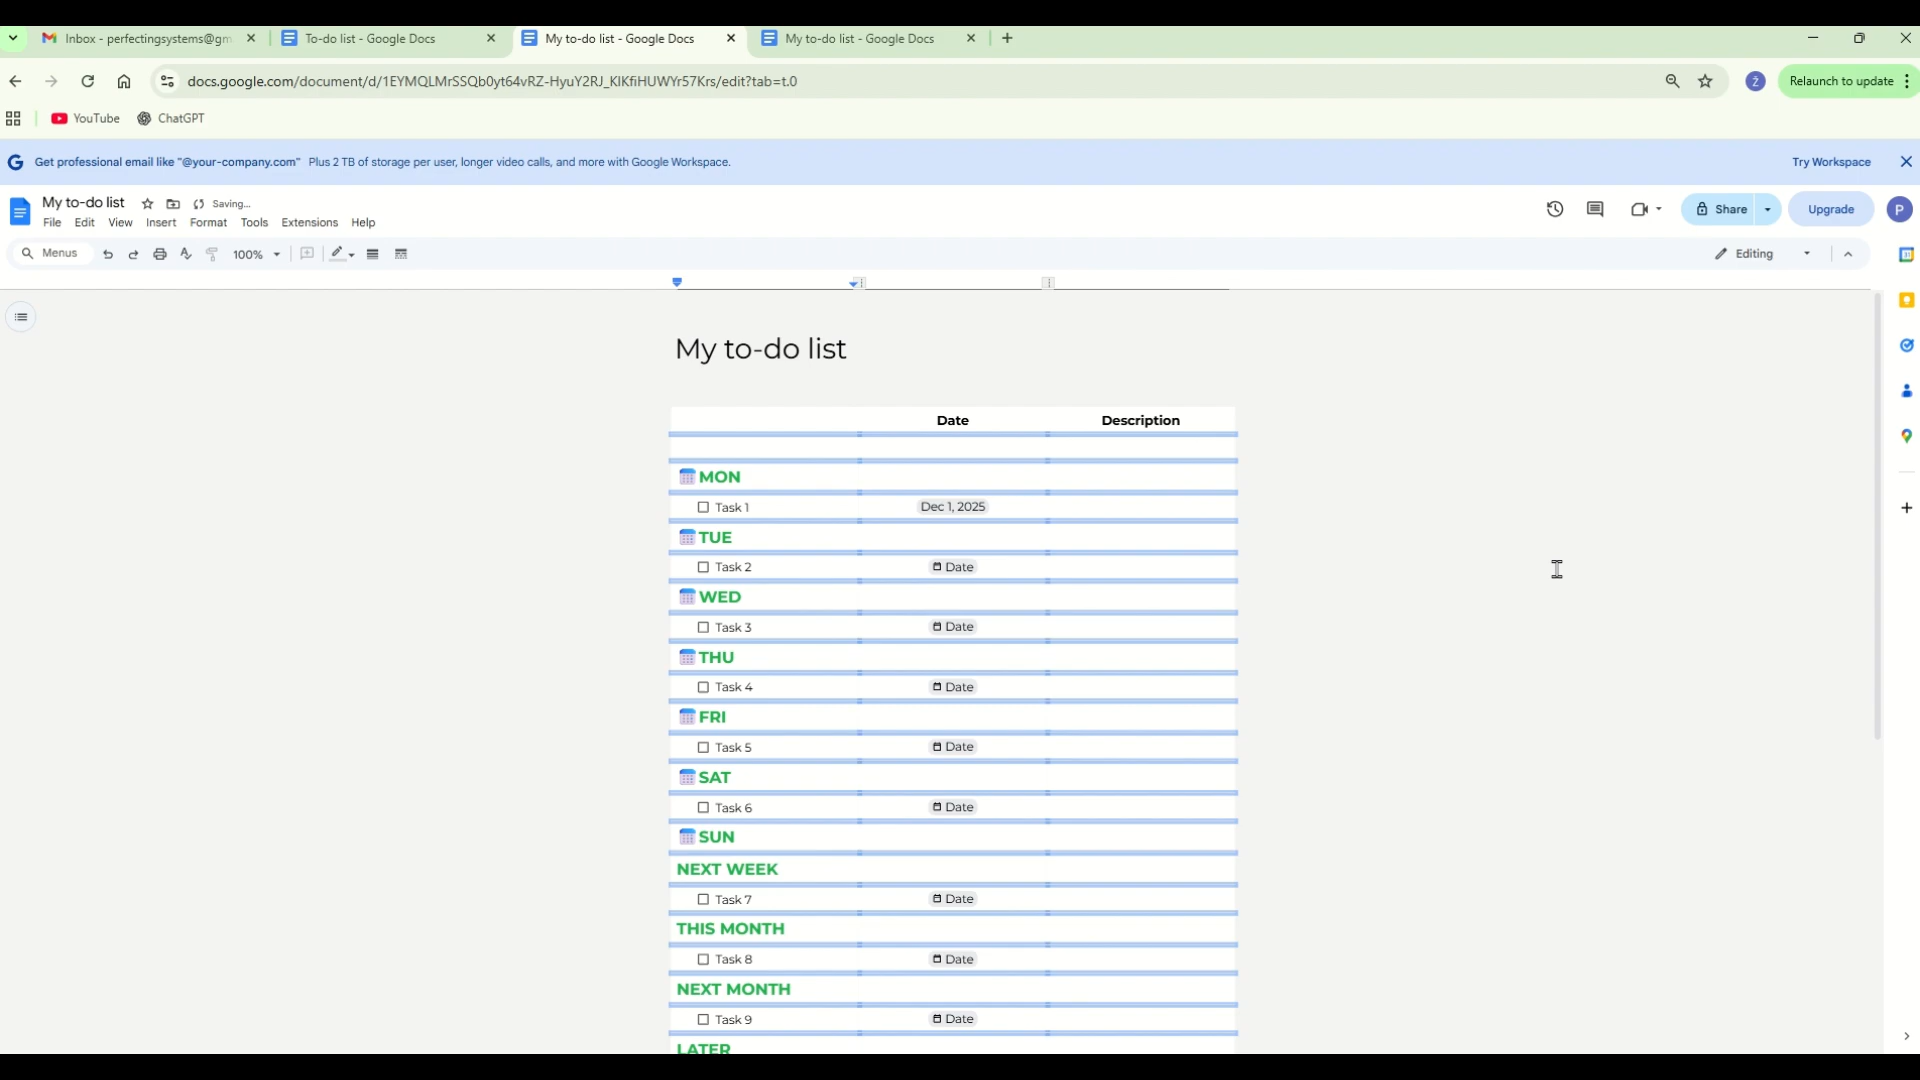 Inbox - perfectingsystems@gm
To-do list - Google Docs
My to-do list - Google Docs
My to-do list - Google Docs
docs.google.com/document/d/1EYMQLMrSSQb0yt64vRZ-HyuY2RJ_KlKfiHUWYr57Krs/edit?tab=t.0
Ž
Relaunch to update
YouTube
ChatGPT
Get professional email like "@your-company.com" Plus 2 TB of storage per user, longer video calls, and more with Google Workspace.
Try Workspace
My to-do list
Saving...
File Edit View Insert Format Tools Extensions Help
Share
Upgrade
P
Menus
100%
Editing
My to-do list
Date Description
MON
Task 1 Dec 1, 2025
TUE
Task 2 Date
WED
Task 3 Date
THU
Task 4 Date
FRI
Task 5 Date
SAT
Task 6 Date
SUN
NEXT WEEK
Task 7 Date
THIS MONTH
Task 8 Date
NEXT MONTH
Task 9 Date
LATER